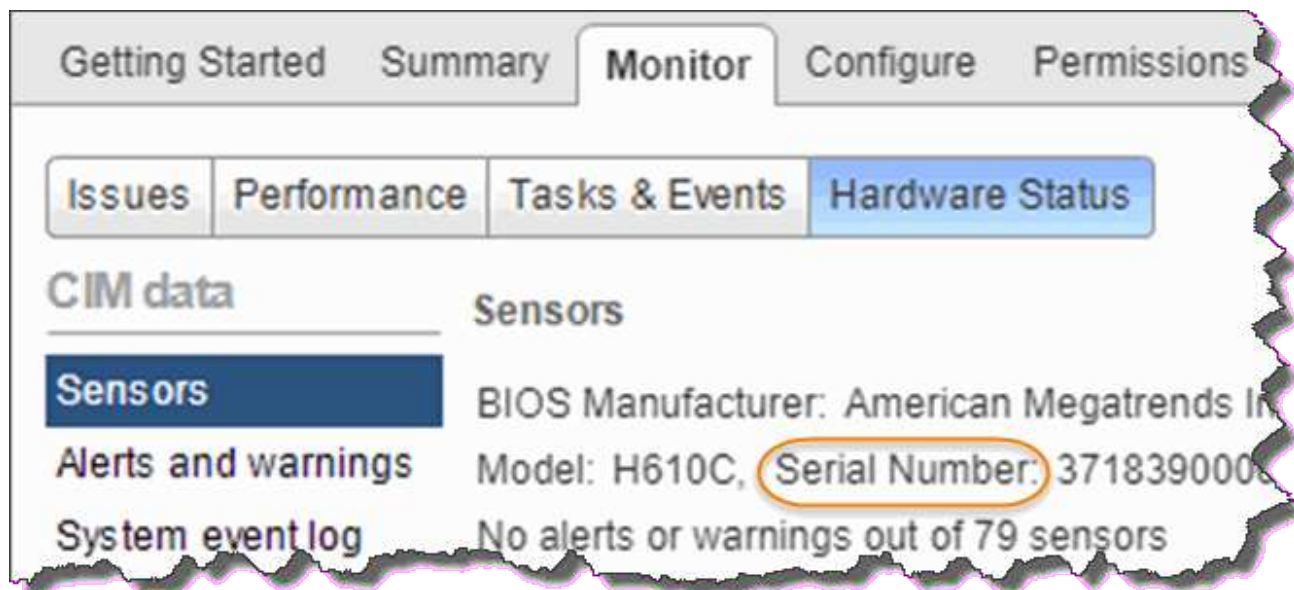 Getting Started Summary Monitor Configure Permissions
Issues Performance Tasks & Events Hardware Status
CIM data
Sensors
Sensors
Alerts and warnings
System event log
BIOS Manufacturer: American Megatrends
Model: H610C, Serial Number:
No alerts or warnings out of 79 sensors